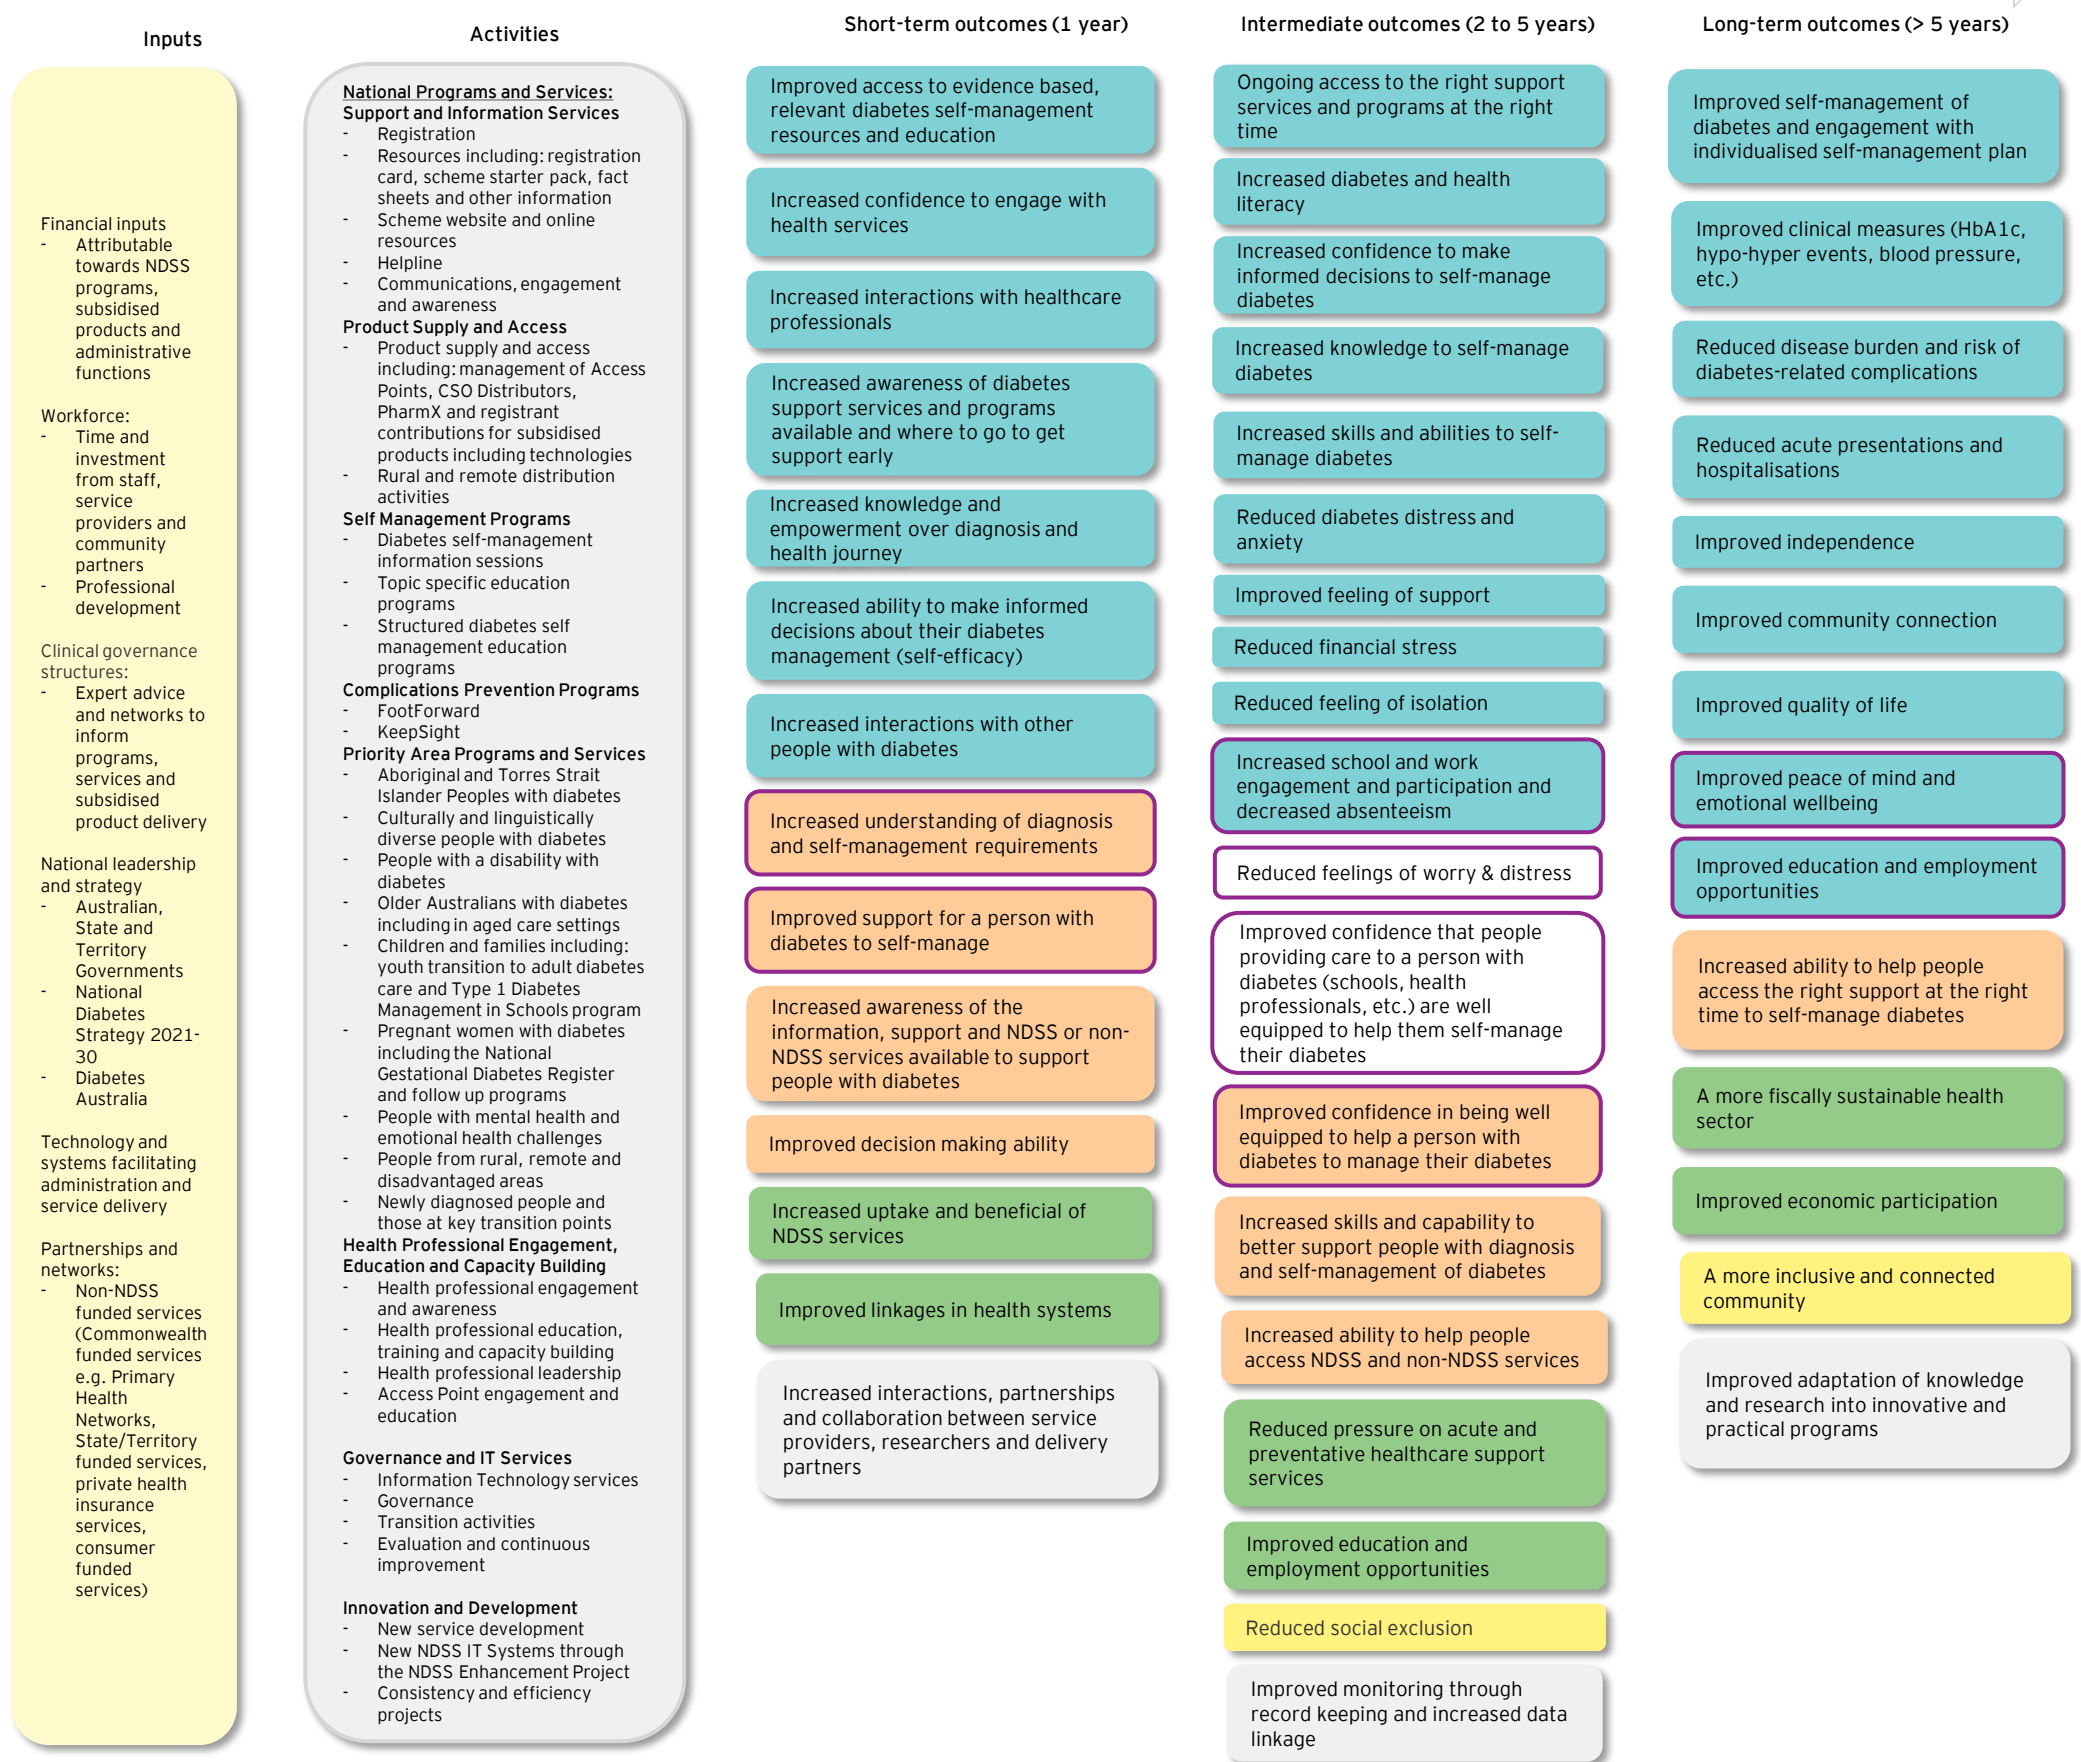 Inputs
Financial inputs
- Attributable
towards NDSS
programs,
subsidised
products and
administrative
functions
Workforce:
- Time and
investment
from staff,
service
providers and
community
partners
- Professional
development
Clinical governance
structures:
- Expert advice
and networks to
inform
programs,
services and
subsidised
product delivery
National leadership
and strategy
- Australian,
State and
Territory
Governments
- National
Diabetes
Strategy 2021-
30
- Diabetes
Australia
Technology and
systems facilitating
administration and
service delivery
Partnerships and
networks:
- Non-NDSS
funded services
(Commonwealth
funded services
e.g. Primary
Health
Networks,
State/Territory
funded services,
private health
insurance
services,
consumer
funded
services)
Activities
National Programs and Services:
Support and Information Services
- Registration
- Resources including: registration
card, scheme starter pack, fact
sheets and other information
- Scheme website and online
resources
- Helpline
- Communications, engagement
and awareness
Product Supply and Access
- Product supply and access
including: management of Access
Points, CSO Distributors,
PharmX and registrant
contributions for subsidised
products including technologies
- Rural and remote distribution
activities
Self Management Programs
- Diabetes self-management
information sessions
- Topic specific education
programs
- Structured diabetes self
management education
programs
Complications Prevention Programs
- FootForward
- KeepSight
Priority Area Programs and Services
- Aboriginal and Torres Strait
Islander Peoples with diabetes
- Culturally and linguistically
diverse people with diabetes
- People with a disability with
diabetes
- Older Australians with diabetes
including in aged care settings
- Children and families including:
youth transition to adult diabetes
care and Type 1 Diabetes
Management in Schools program
- Pregnant women with diabetes
including the National
Gestational Diabetes Register
and follow up programs
- People with mental health and
emotional health challenges
- People from rural, remote and
disadvantaged areas
- Newly diagnosed people and
those at key transition points
Health Professional Engagement,
Education and Capacity Building
- Health professional engagement
and awareness
- Health professional education,
training and capacity building
- Health professional leadership
- Access Point engagement and
education
Governance and IT Services
- Information Technology services
- Governance
- Transition activities
- Evaluation and continuous
improvement
Innovation and Development
- New service development
- New NDSS IT Systems through
the NDSS Enhancement Project
- Consistency and efficiency
projects
Short-term outcomes (1 year)
Improved access to evidence based,
relevant diabetes self-management
resources and education
Increased confidence to engage with
health services
Increased interactions with healthcare
professionals
Increased awareness of diabetes
support services and programs
available and where to go to get
support early
Increased knowledge and
empowerment over diagnosis and
health journey
Increased ability to make informed
decisions about their diabetes
management (self-efficacy)
Increased interactions with other
people with diabetes
Increased understanding of diagnosis
and self-management requirements
Improved support for a person with
diabetes to self-manage
Increased awareness of the
information, support and NDSS or non-
NDSS services available to support
people with diabetes
Improved decision making ability
Increased uptake and beneficial of
NDSS services
Improved linkages in health systems
Increased interactions, partnerships
and collaboration between service
providers, researchers and delivery
partners
Intermediate outcomes (2 to 5 years)
Ongoing access to the right support
services and programs at the right
time
Increased diabetes and health
literacy
Increased confidence to make
informed decisions to self-manage
diabetes
Increased knowledge to self-manage
diabetes
Increased skills and abilities to self-
manage diabetes
Reduced diabetes distress and
anxiety
Improved feeling of support
Reduced financial stress
Reduced feeling of isolation
Increased school and work
engagement and participation and
decreased absenteeism
Reduced feelings of worry & distress
Improved confidence that people
providing care to a person with
diabetes (schools, health
professionals, etc.) are well
equipped to help them self-manage
their diabetes
Improved confidence in being well
equipped to help a person with
diabetes to manage their diabetes
Increased skills and capability to
better support people with diagnosis
and self-management of diabetes
Increased ability to help people
access NDSS and non-NDSS services
Reduced pressure on acute and
preventative healthcare support
services
Improved education and
employment opportunities
Reduced social exclusion
Improved monitoring through
record keeping and increased data
linkage
Long-term outcomes (> 5 years)
Improved self-management of
diabetes and engagement with
individualised self-management plan
Improved clinical measures (HbA1c,
hypo-hyper events, blood pressure,
etc.)
Reduced disease burden and risk of
diabetes-related complications
Reduced acute presentations and
hospitalisations
Improved independence
Improved community connection
Improved quality of life
Improved peace of mind and
emotional wellbeing
Improved education and employment
opportunities
Increased ability to help people
access the right support at the right
time to self-manage diabetes
A more fiscally sustainable health
sector
Improved economic participation
A more inclusive and connected
community
Improved adaptation of knowledge
and research into innovative and
practical programs